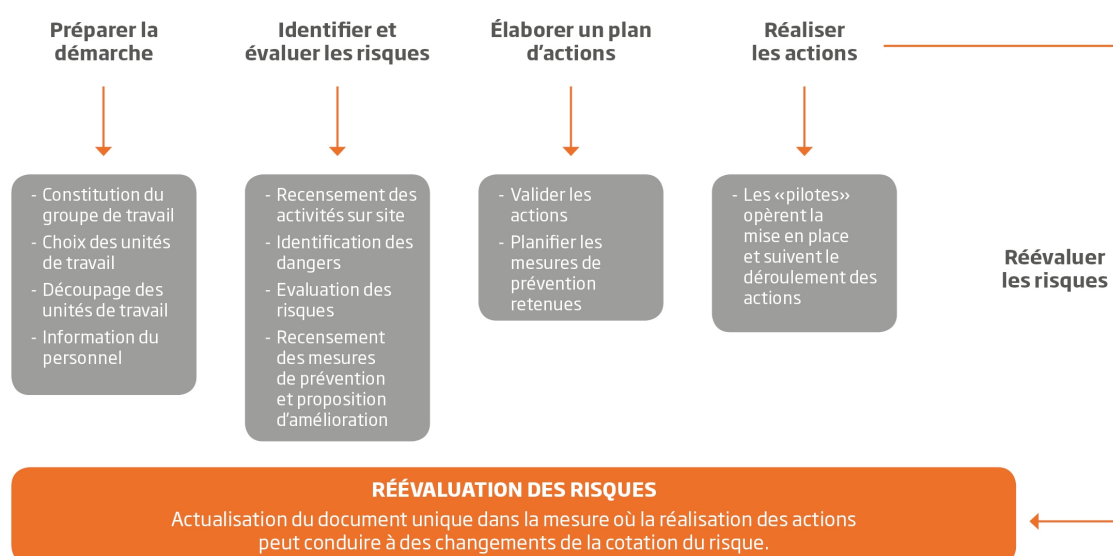 Préparer la
démarche
Identifier et
évaluer les risques
Élaborer un plan
d'actions
Réaliser
les actions
- Constitution du
groupe de travail
- Choix des unités
de travail
- Découpage des
unités de travail
- Information du
personnel
- Recensement des
activités sur site
- Identification des
dangers
- Evaluation des
risques
- Recensement
des mesures
de prévention
et proposition
d'amélioration
- Valider les
actions
- Planifier les
mesures de
prévention
retenues
- Les «pilotes»
opèrent la
mise en place
et suivent le
déroulement des
actions
Réévaluer
les risques
RÉÉVALUATION DES RISQUES
Actualisation du document unique dans la mesure où la réalisation des actions
peut conduire à des changements de la cotation du risque.